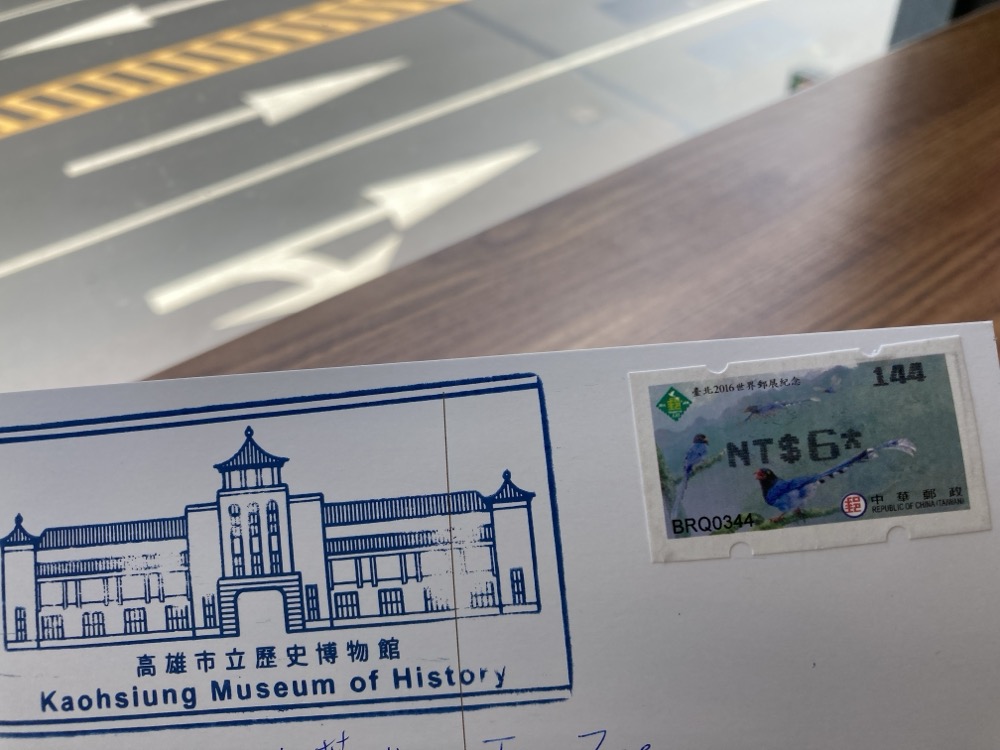 臺北2016世界郵展紀念
144
NT$6*
BRQ0344
郵 中華郵政
REPUBLIC OF CHINA (TAIWAN)
高雄市立歷史博物館
Kaohsiung Museum of History